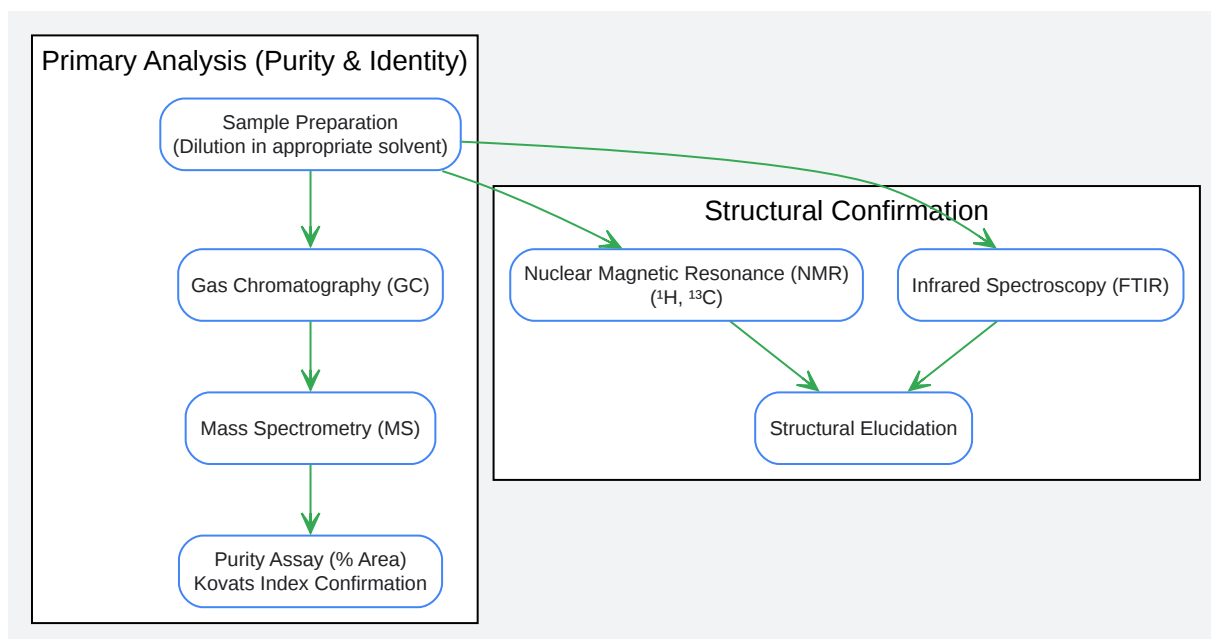 Primary Analysis (Purity & Identity)
Sample Preparation
(Dilution in appropriate solvent)
Gas Chromatography (GC)
Mass Spectrometry (MS)
Purity Assay (% Area)
Kovats Index Confirmation
Structural Confirmation
Nuclear Magnetic Resonance (NMR)
(¹H, ¹³C)
Infrared Spectroscopy (FTIR)
Structural Elucidation